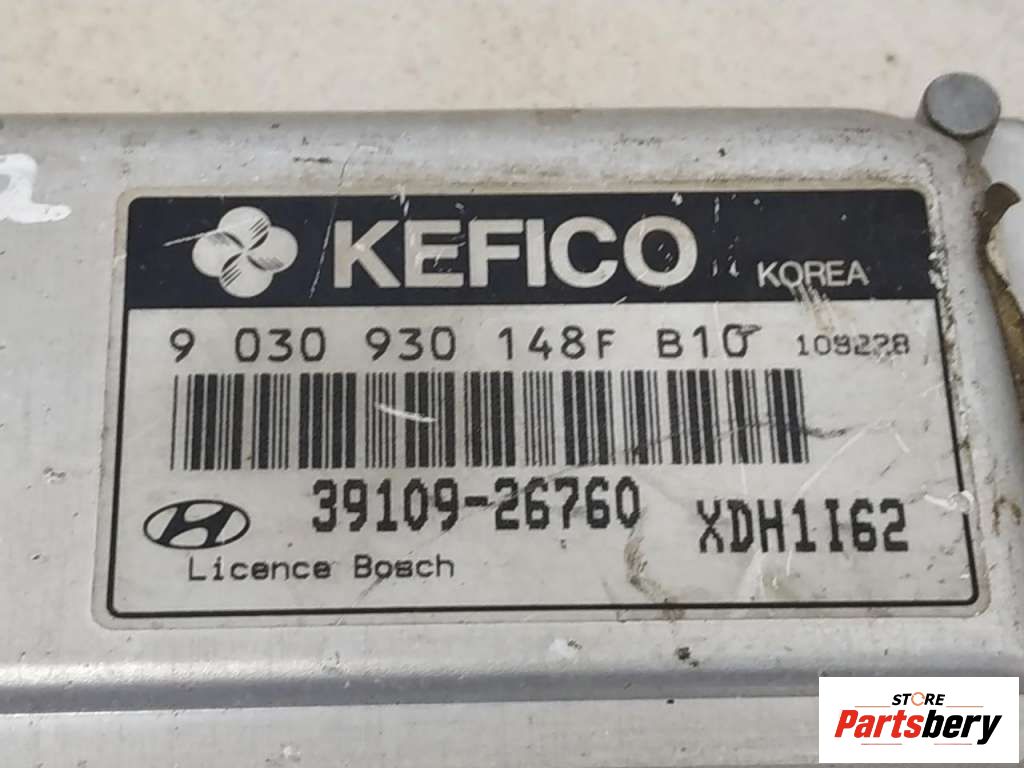 KEFICO KOREA
9 030 930 148F B10 109228
39109-26760 XDH1I62
Licence Bosch
STORE
Partsbery